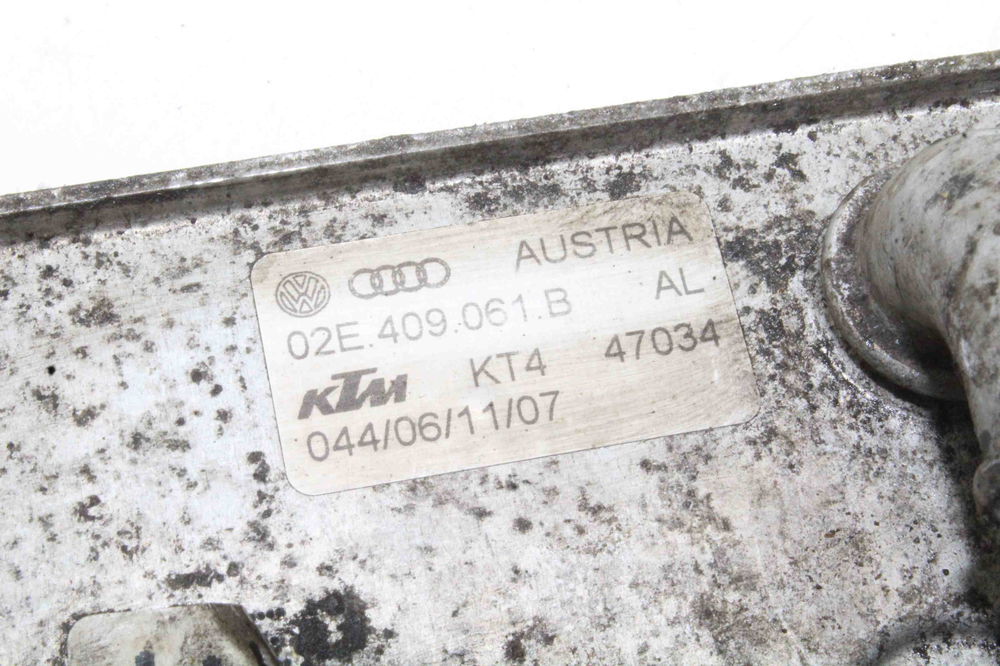 AUSTRIA
02E.409.061.B AL
KTM KT4 47034
044/06/11/07